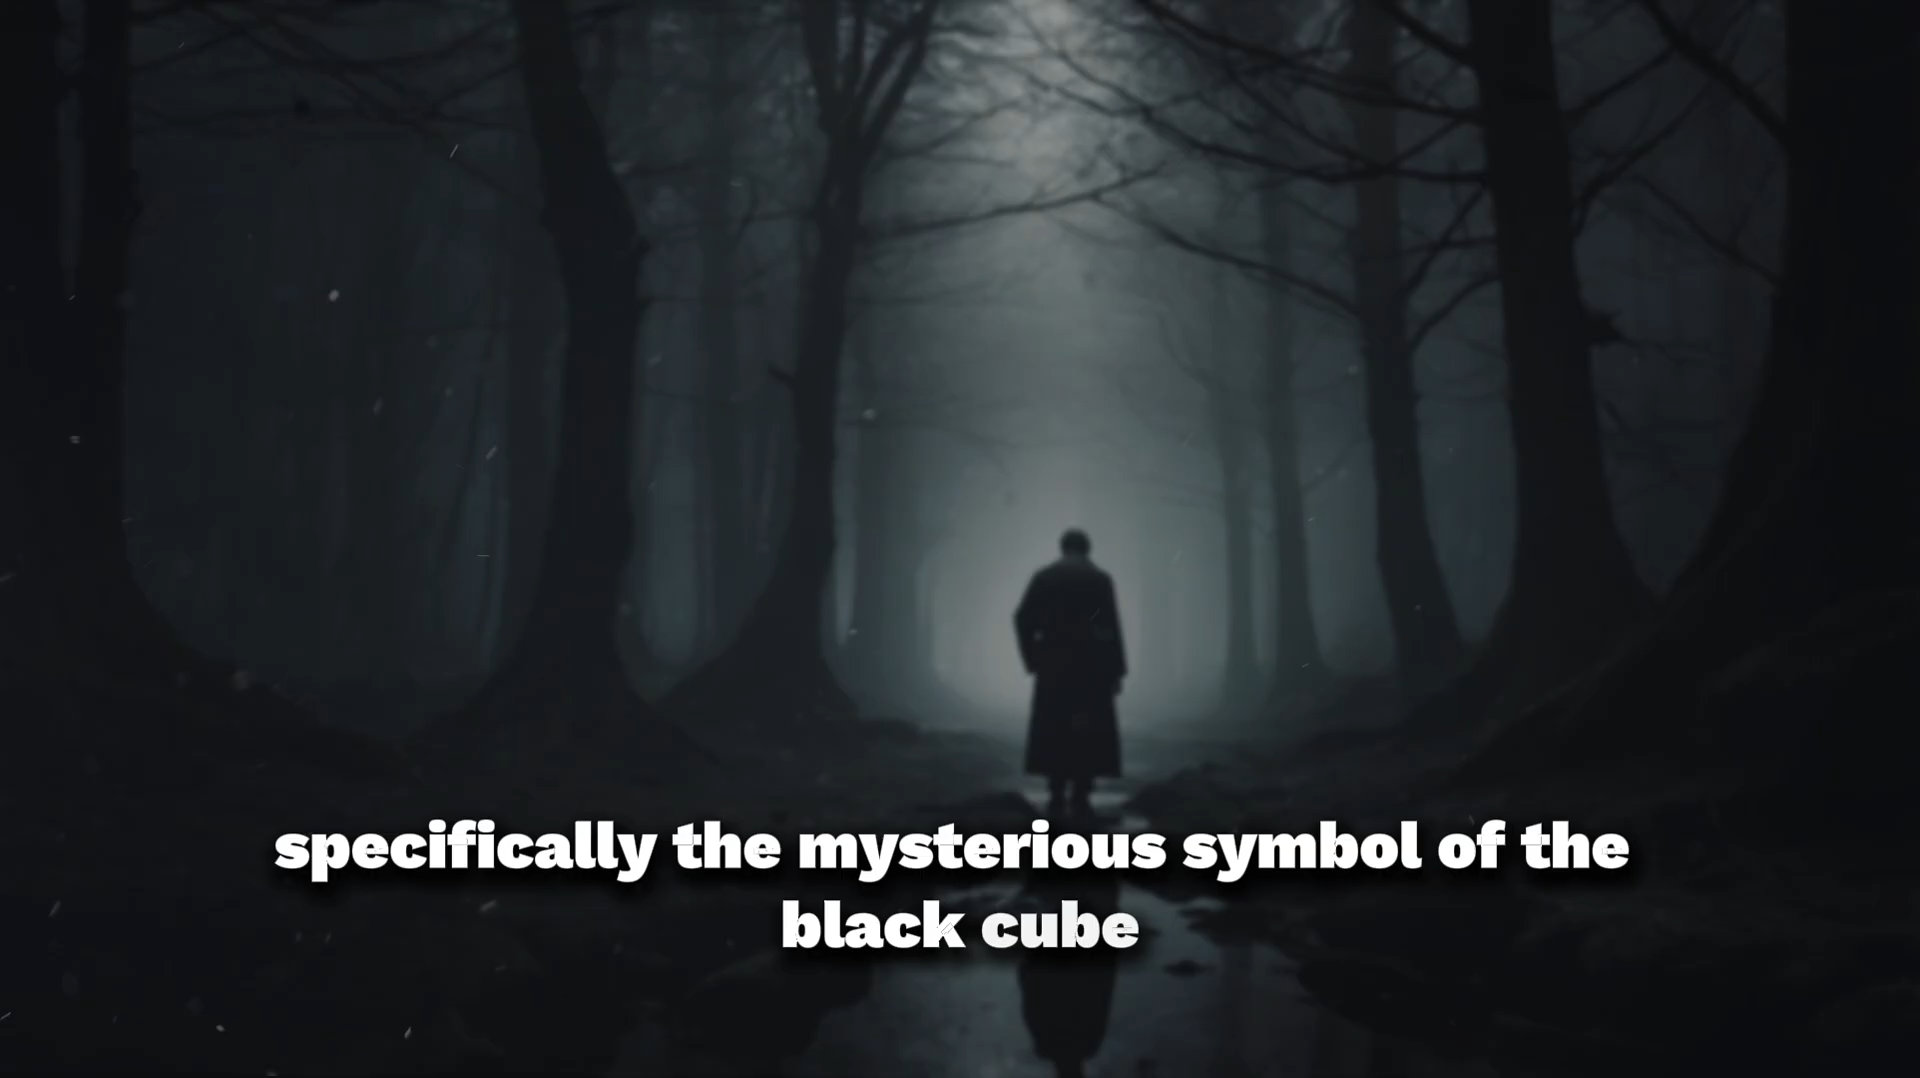 specifically the mysterious symbol of the
black cube